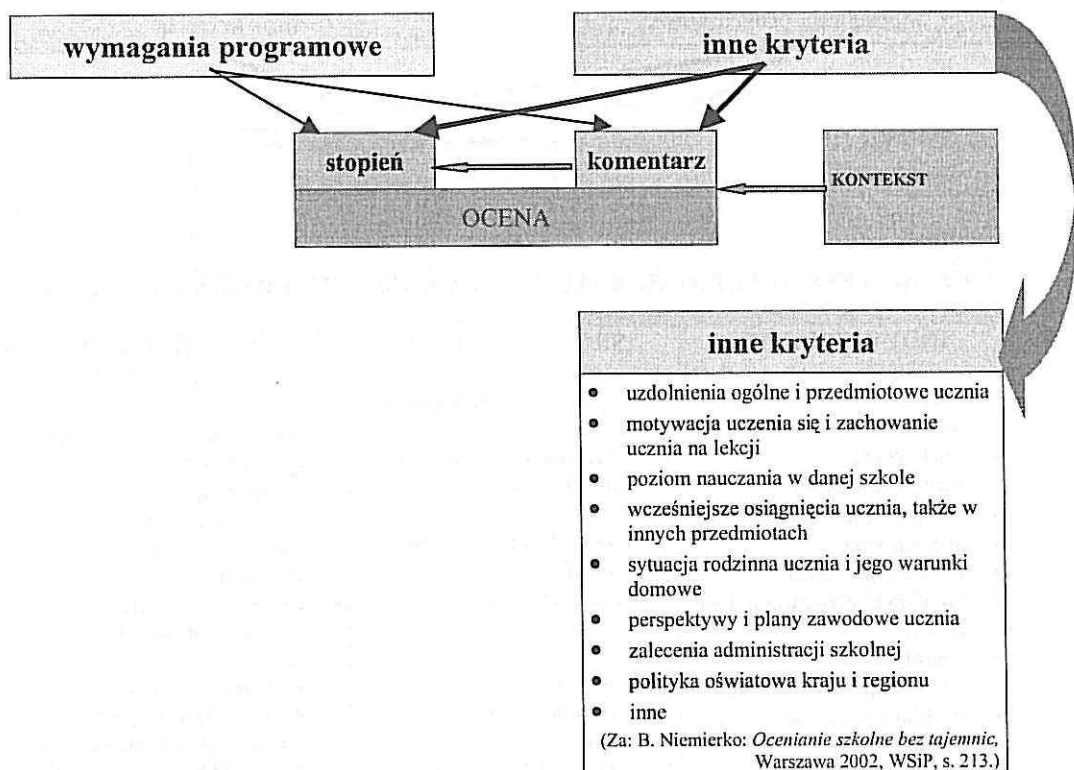 wymagania programowe
inne kryteria
stopień
komentarz
KONTEKST
OCENA
inne kryteria
• uzdolnienia ogólne i przedmiotowe ucznia
• motywacja uczenia się i zachowanie
ucznia na lekcji
• poziom nauczania w danej szkole
• wcześniejsze osiągnięcia ucznia, także w
innych przedmiotach
• sytuacja rodzinna ucznia i jego warunki
domowe
• perspektywy i plany zawodowe ucznia
• zalecenia administracji szkolnej
• polityka oświatowa kraju i regionu
• inne
(Za: B. Niemierko: Ocenianie szkolne bez tajemnic,
Warszawa 2002, WSiP, s. 213.)